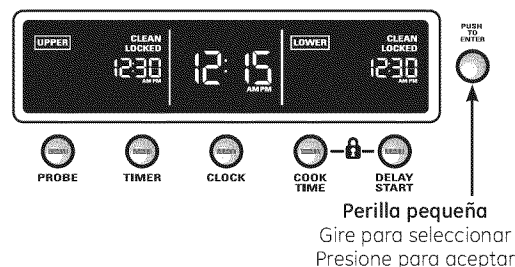 UPPER
CLEAN
LOCKED
12:30
AM PM
12:15
AM PM
LOWER
CLEAN
LOCKED
12:30
AM PM
PUSH
TO
ENTER
PROBE
TIMER
CLOCK
COOK
TIME
DELAY
START
Perilla pequeña
Gire para seleccionar
Presione para aceptar